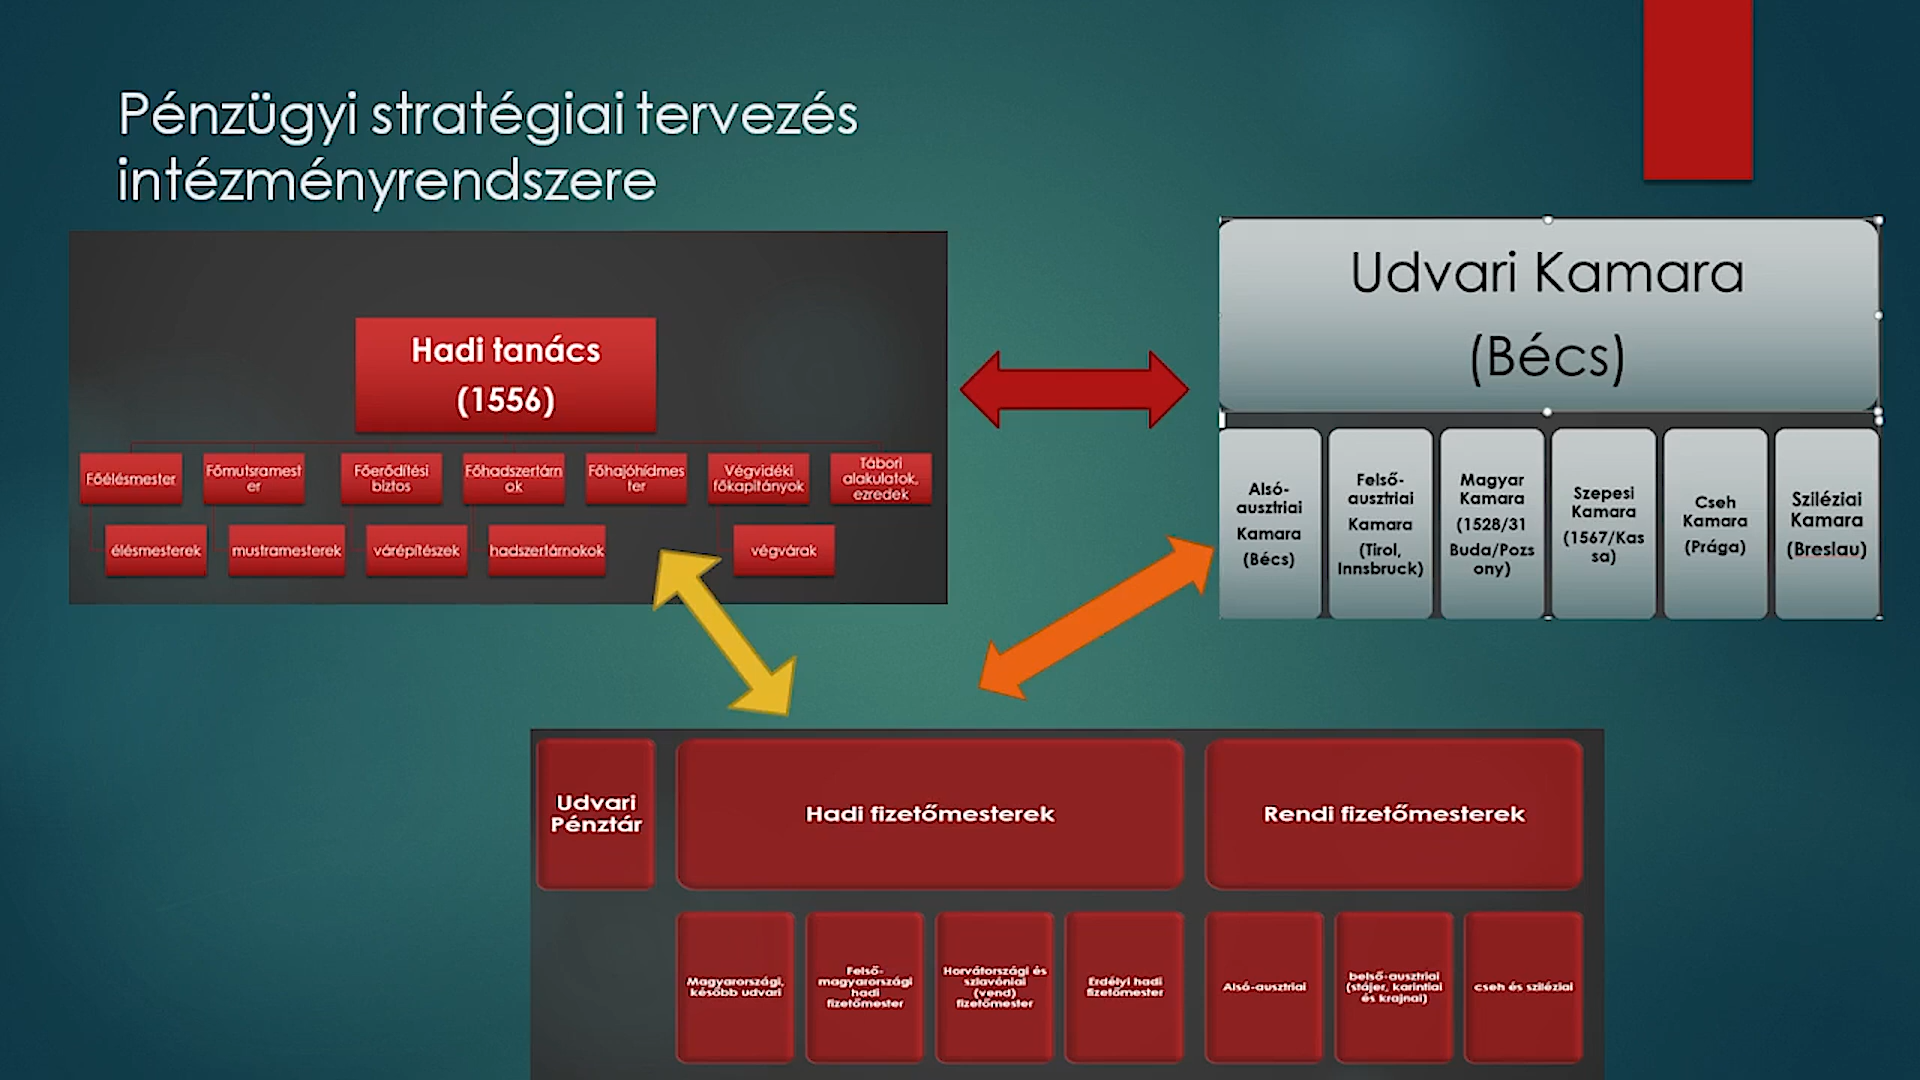 Pénzügyi stratégiai tervezés
intézményrendszere
Hadi tanács
(1556)
Főélésmester
Főmutsramest
er
Főerődítési
biztos
Főhadszertárn
ok
Főhajóhídmes
ter
Végvidéki
főkapitányok
Tábori
alakulatok,
ezredek
élésmesterek
mustramesterek
várépítészek
hadszertárnokok
végvárak
Udvari Kamara
(Bécs)
Alsó-
ausztriai
Kamara
(Bécs)
Felső-
ausztriai
Kamara
(Tirol,
Innsbruck)
Magyar
Kamara
(1528/31
Buda/Pozs
ony)
Szepesi
Kamara
(1567/Kas
sa)
Cseh
Kamara
(Prága)
Sziléziai
Kamara
(Breslau)
Udvari
Pénztár
Hadi fizetőmesterek
Rendi fizetőmesterek
Magyarországi,
később udvari
Felső-
magyarországi
hadi
fizetőmester
Horvátországi és
szlavóniai
(vend)
fizetőmester
Erdélyi hadi
fizetőmester
Alsó-ausztriai
belső-ausztriai
(stájer, karintiai
és krajnai)
cseh és sziléziai